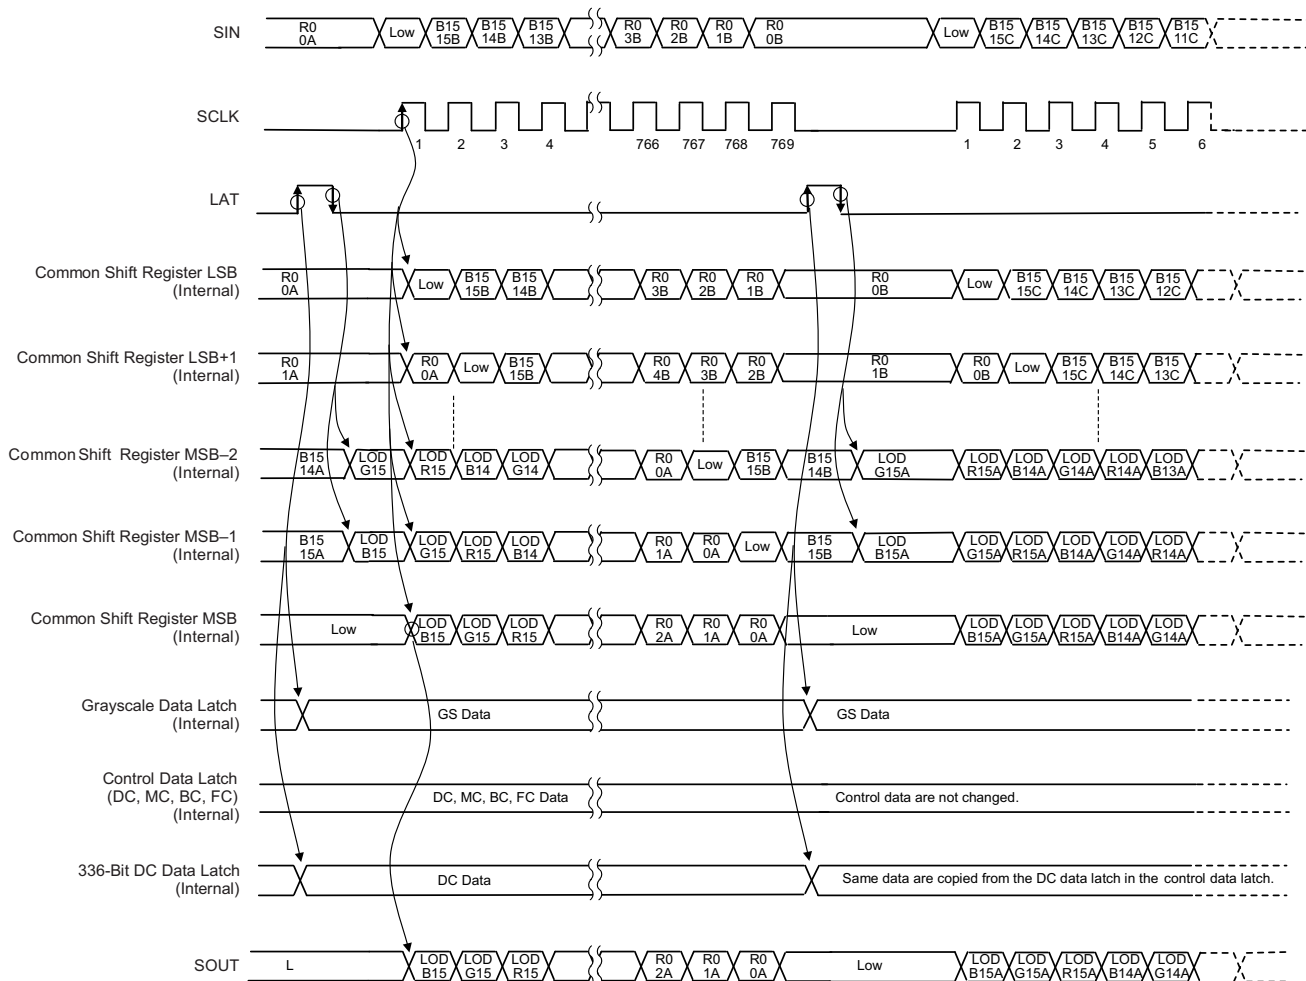 SIN
R0 Low B15 B15 B15 R0 R0 R0 R0 Low B15 B15 B15 B15 B15
0A 15B 14B 13B 3B 2B 1B 0B 15C 14C 13C 12C 11C
SCLK
1 2 3 4 766 767 768 769 1 2 3 4 5 6
LAT
Common Shift Register LSB
(Internal)
R0 Low B15 B15 R0 R0 R0 R0 Low B15 B15 B15 B15
0A 15B 14B 3B 2B 1B 0B 15C 14C 13C 12C
Common Shift Register LSB+1
(Internal)
R0 R0 Low B15 R0 R0 R0 R0 R0 Low B15 B15 B15
1A 0A 15B 4B 3B 2B 1B 0B 15C 14C 13C
Common Shift Register MSB–2
(Internal)
B15 LOD LOD LOD LOD R0 Low B15 B15 LOD LOD LOD LOD LOD LOD
14A G15 R15 B14 G14 0A 15B 14B G15A R15A B14A G14A R14A B13A
Common Shift Register MSB–1
(Internal)
B15 LOD LOD LOD LOD R0 R0 Low B15 LOD LOD LOD LOD LOD LOD
15A B15 G15 R15 B14 1A 0A 15B B15A G15A R15A B14A G14A R14A
Common Shift Register MSB
(Internal)
Low LOD LOD LOD R0 R0 R0 Low LOD LOD LOD LOD LOD
B15 G15 R15 2A 1A 0A B15A G15A R15A B14A G14A
Grayscale Data Latch
(Internal)
GS Data GS Data
Control Data Latch
(DC, MC, BC, FC)
(Internal)
DC, MC, BC, FC Data Control data are not changed.
336-Bit DC Data Latch
(Internal)
DC Data Same data are copied from the DC data latch in the control data latch.
SOUT
L LOD LOD LOD R0 R0 R0 Low LOD LOD LOD LOD LOD
B15 G15 R15 2A 1A 0A B15A G15A R15A B14A G14A